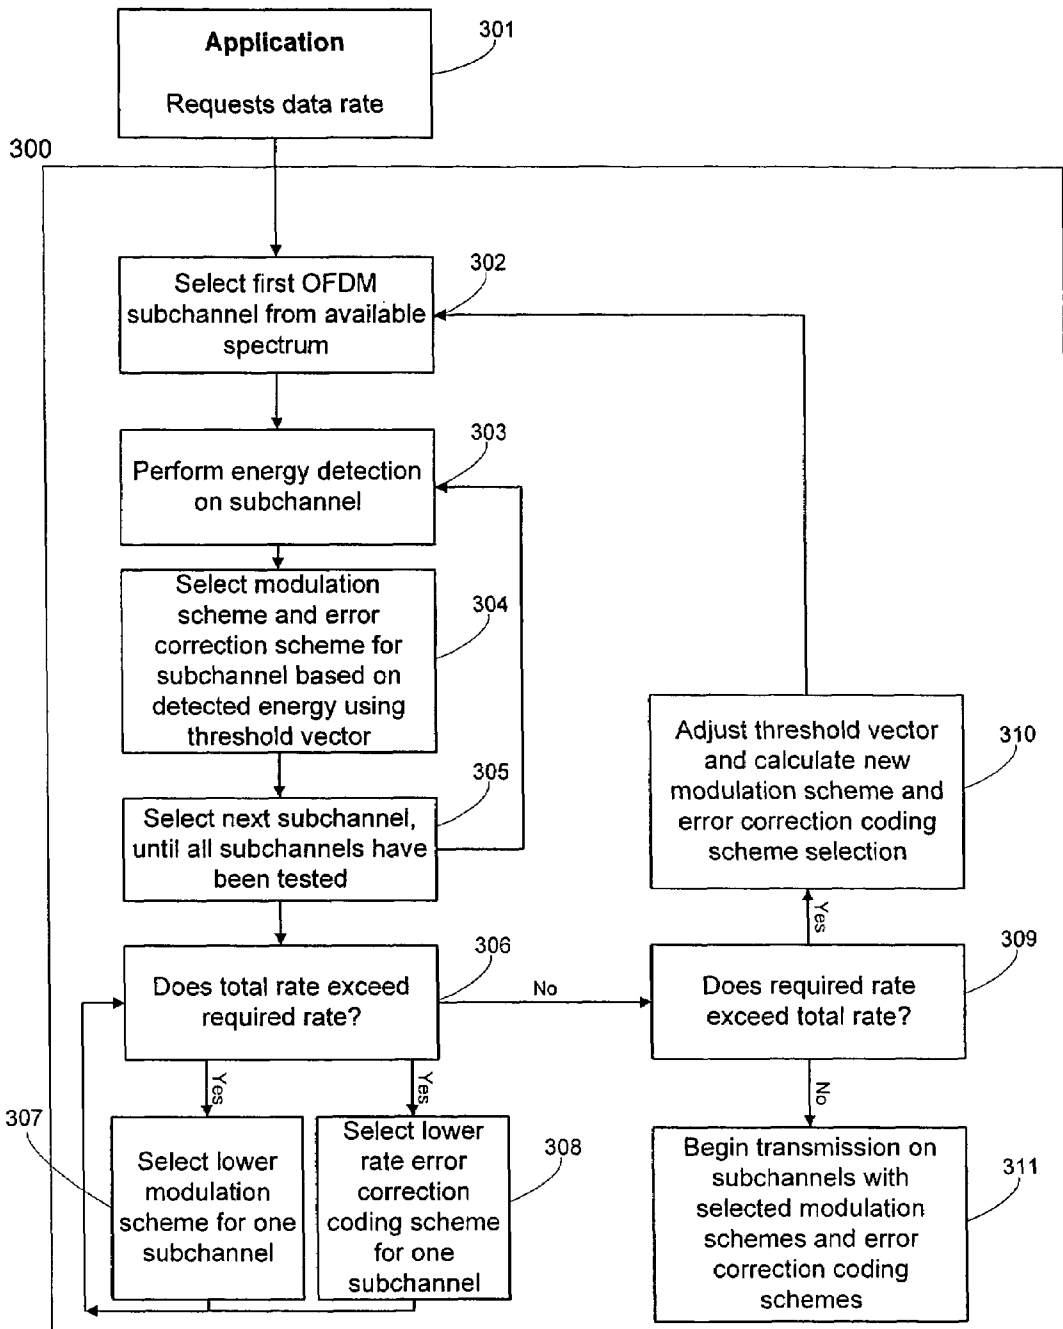 Application
Requests data rate
301
300
Select first OFDM
subchannel from available
spectrum
302
Perform energy detection
on subchannel
303
Select modulation
scheme and error
correction scheme for
subchannel based on
detected energy using
threshold vector
304
Select next subchannel,
until all subchannels have
been tested
305
Adjust threshold vector
and calculate new
modulation scheme and
error correction coding
scheme selection
310
Yes
Does total rate exceed
required rate?
306
No
Does required rate
exceed total rate?
309
Yes
Yes
No
307
Select lower
modulation
scheme for one
subchannel
Select lower
rate error
correction
coding scheme
for one
subchannel
308
Begin transmission on
subchannels with
selected modulation
schemes and error
correction coding
schemes
311